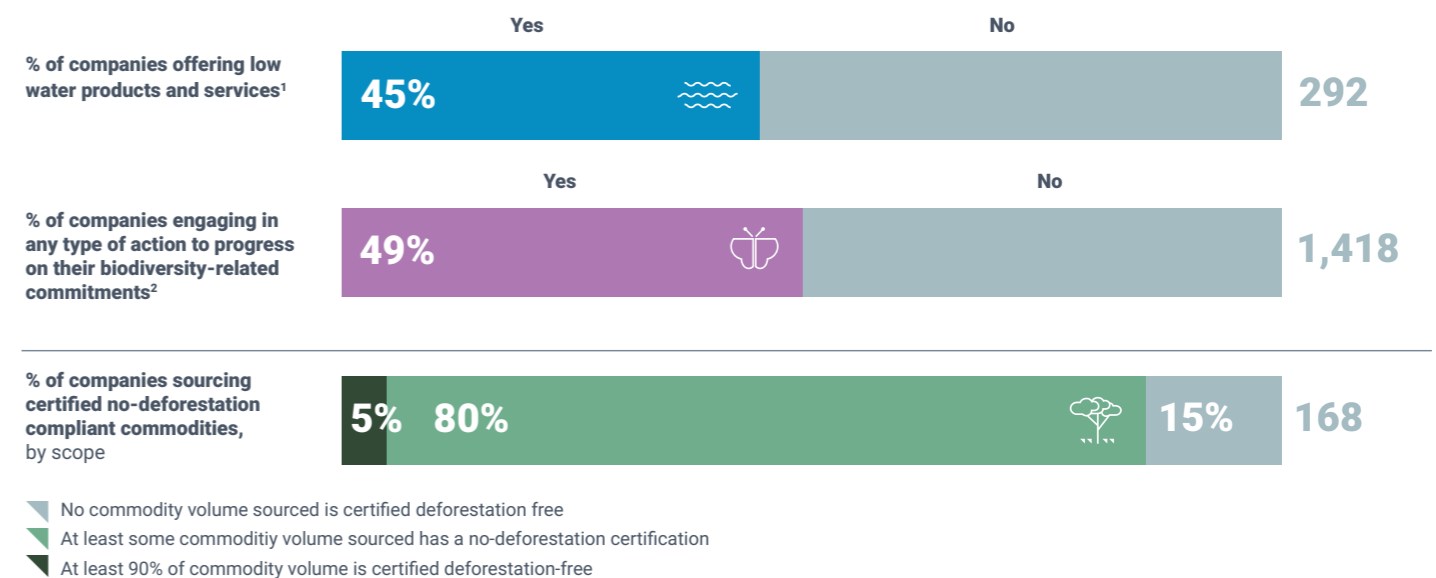 Yes No
% of companies offering low
water products and services¹
45%
292
Yes No
% of companies engaging in
any type of action to progress
on their biodiversity-related
commitments²
49%
1,418
% of companies sourcing
certified no-deforestation
compliant commodities,
by scope
5% 80% 15% 168
No commodity volume sourced is certified deforestation free
At least some commoditiy volume sourced has a no-deforestation certification
At least 90% of commodity volume is certified deforestation-free